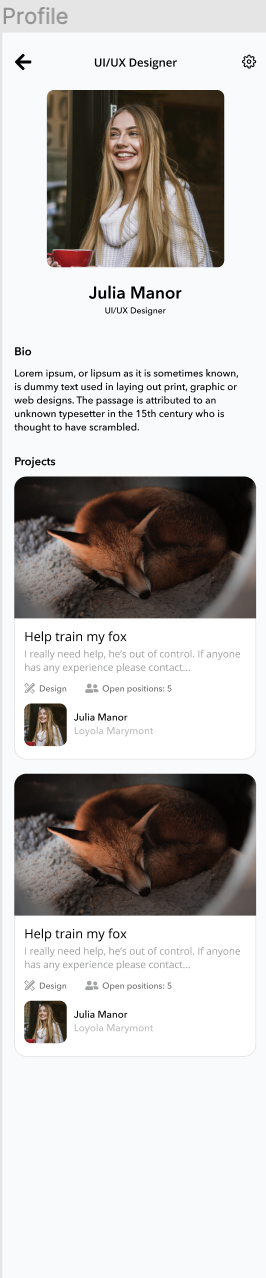 Profile
UI/UX Designer
Julia Manor
UI/UX Designer
Bio
Lorem ipsum, or lipsum as it is sometimes known,
is dummy text used in laying out print, graphic or
web designs. The passage is attributed to an
unknown typesetter in the 15th century who is
thought to have scrambled.
Projects
Help train my fox
I really need help, he's out of control. If anyone
has any experience please contact...
Design Open positions: 5
Julia Manor
Loyola Marymont
Help train my fox
I really need help, he's out of control. If anyone
has any experience please contact...
Design Open positions: 5
Julia Manor
Loyola Marymont